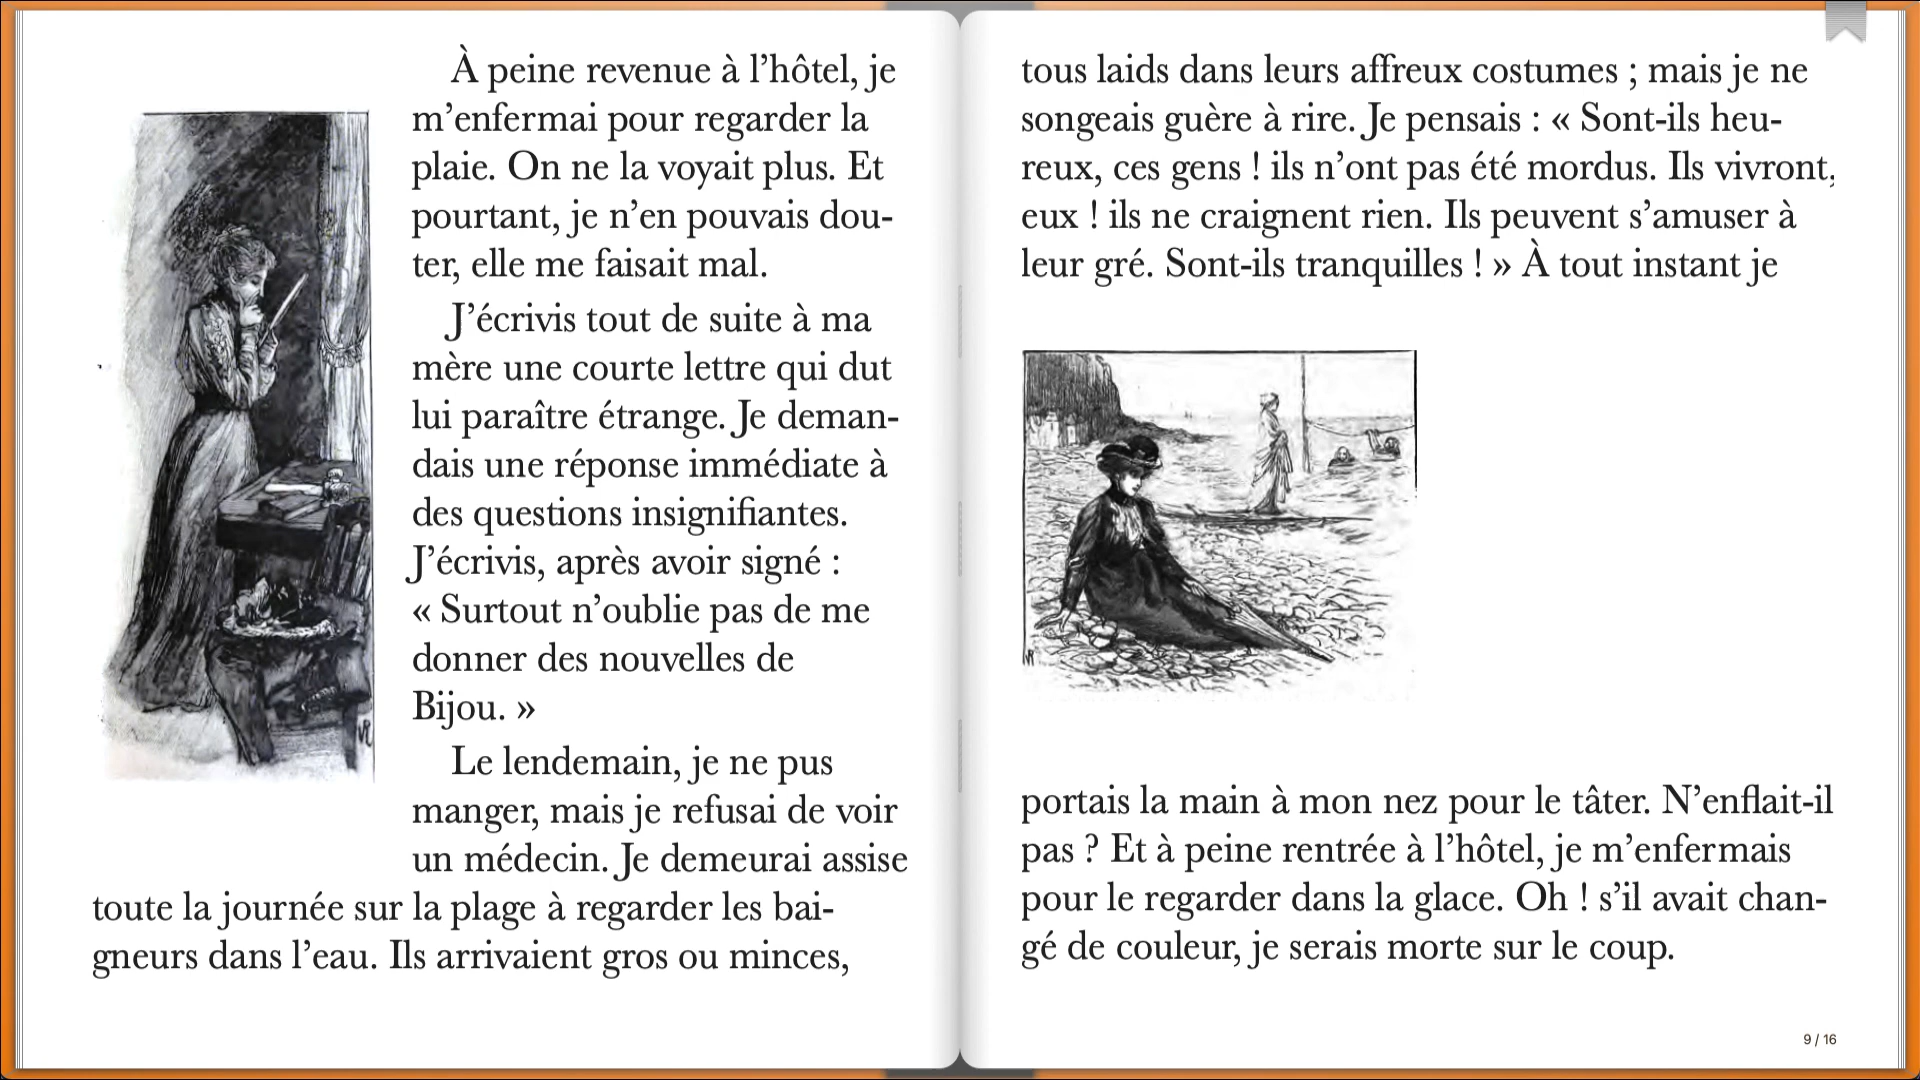 À peine revenue à l’hôtel, je
m’enfermai pour regarder la
plaie. On ne la voyait plus. Et
pourtant, je n’en pouvais dou-
ter, elle me faisait mal.
J’écrivis tout de suite à ma
mère une courte lettre qui dut
lui paraître étrange. Je deman-
dais une réponse immédiate à
des questions insignifiantes.
J’écrivis, après avoir signé :
« Surtout n’oublie pas de me
donner des nouvelles de
Bijou. »
Le lendemain, je ne pus
manger, mais je refusai de voir
un médecin. Je demeurai assise
toute la journée sur la plage à regarder les bai-
gneurs dans l’eau. Ils arrivaient gros ou minces,
tous laids dans leurs affreux costumes ; mais je ne
songeais guère à rire. Je pensais : « Sont-ils heu-
reux, ces gens ! ils n’ont pas été mordus. Ils vivront,
eux ! ils ne craignent rien. Ils peuvent s’amuser à
leur gré. Sont-ils tranquilles ! » À tout instant je
portais la main à mon nez pour le tâter. N’enflait-il
pas ? Et à peine rentrée à l’hôtel, je m’enfermais
pour le regarder dans la glace. Oh ! s’il avait chan-
gé de couleur, je serais morte sur le coup.
9 / 16